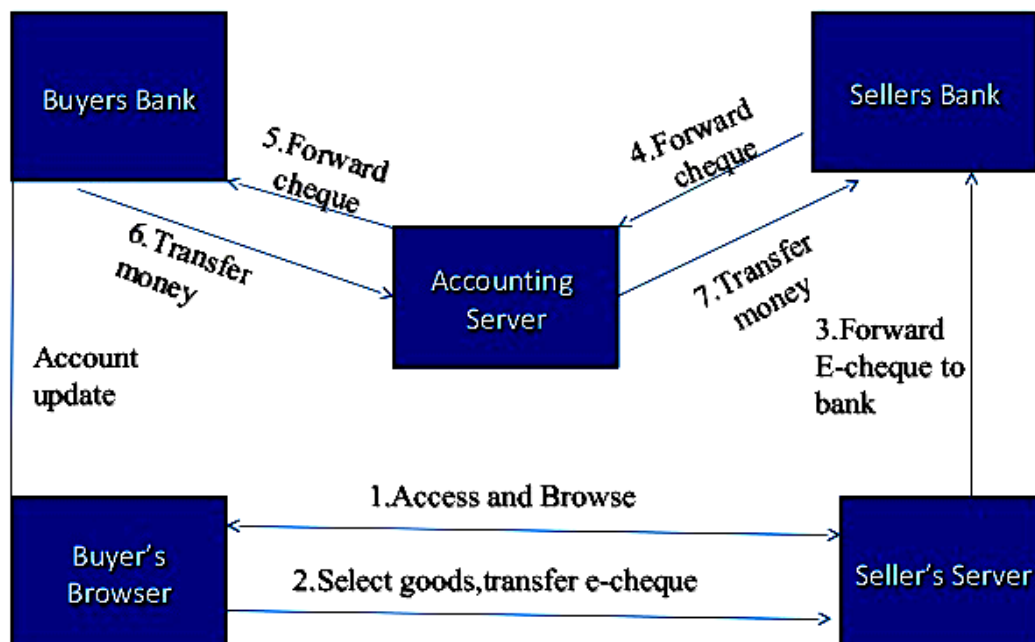 Buyers Bank
Sellers Bank
5.Forward
cheque
4.Forward
cheque
6.Transfer
money
Accounting
Server
7.Transfer
money
3.Forward
E-cheque to
bank
Account
update
1.Access and Browse
Buyer's
Browser
2.Select goods,transfer e-cheque
Seller's Server